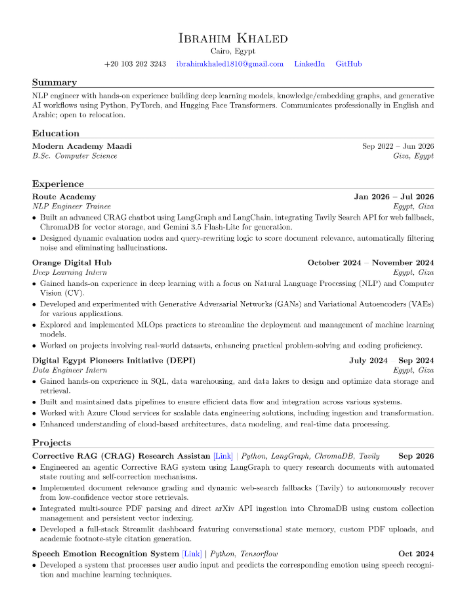 Ibrahim Khaled
Cairo, Egypt
+20 103 202 3243 ibrahimkhaled1810@gmail.com LinkedIn GitHub
Summary
NLP engineer with hands-on experience building deep learning models, knowledge/embedding graphs, and generative
AI workflows using Python, PyTorch, and Hugging Face Transformers. Communicates professionally in English and
Arabic; open to relocation.
Education
Modern Academy Maadi Sep 2022 – Jun 2026
B.Sc. Computer Science Giza, Egypt
Experience
Route Academy Jan 2026 – Jul 2026
NLP Engineer Trainee Egypt, Giza
• Built an advanced CRAG chatbot using LangGraph and LangChain, integrating Tavily Search API for web fallback,
ChromaDB for vector storage, and Gemini 3.5 Flash-Lite for generation.
• Designed dynamic evaluation nodes and query-rewriting logic to score document relevance, automatically filtering
noise and eliminating hallucinations.
Orange Digital Hub October 2024 – November 2024
Deep Learning Intern Egypt, Giza
• Gained hands-on experience in deep learning with a focus on Natural Language Processing (NLP) and Computer
Vision (CV).
• Developed and experimented with Generative Adversarial Networks (GANs) and Variational Autoencoders (VAEs)
for various applications.
• Explored and implemented MLOps practices to streamline the deployment and management of machine learning
models.
• Worked on projects involving real-world datasets, enhancing practical problem-solving and coding proficiency.
Digital Egypt Pioneers Initiative (DEPI) July 2024 – Sep 2024
Data Engineer Intern Egypt, Giza
• Gained hands-on experience in SQL, data warehousing, and data lakes to design and optimize data storage and
retrieval.
• Built and maintained data pipelines to ensure efficient data flow and integration across various systems.
• Worked with Azure Cloud services for scalable data engineering solutions, including ingestion and transformation.
• Enhanced understanding of cloud-based architectures, data modeling, and real-time data processing.
Projects
Corrective RAG (CRAG) Research Assistan [Link] | Python, LangGraph, ChromaDB, Tavily Sep 2026
• Engineered an agentic Corrective RAG system using LangGraph to query research documents with automated
state routing and self-correction mechanisms.
• Implemented document relevance grading and dynamic web-search fallbacks (Tavily) to autonomously recover
from low-confidence vector store retrievals.
• Integrated multi-source PDF parsing and direct arXiv API ingestion into ChromaDB using custom collection
management and persistent vector indexing.
• Developed a full-stack Streamlit dashboard featuring conversational state memory, custom PDF uploads, and
academic footnote-style citation generation.
Speech Emotion Recognition System [Link] | Python, Tensorflow Oct 2024
• Developed a system that processes user audio input and predicts the corresponding emotion using speech recogni-
tion and machine learning techniques.